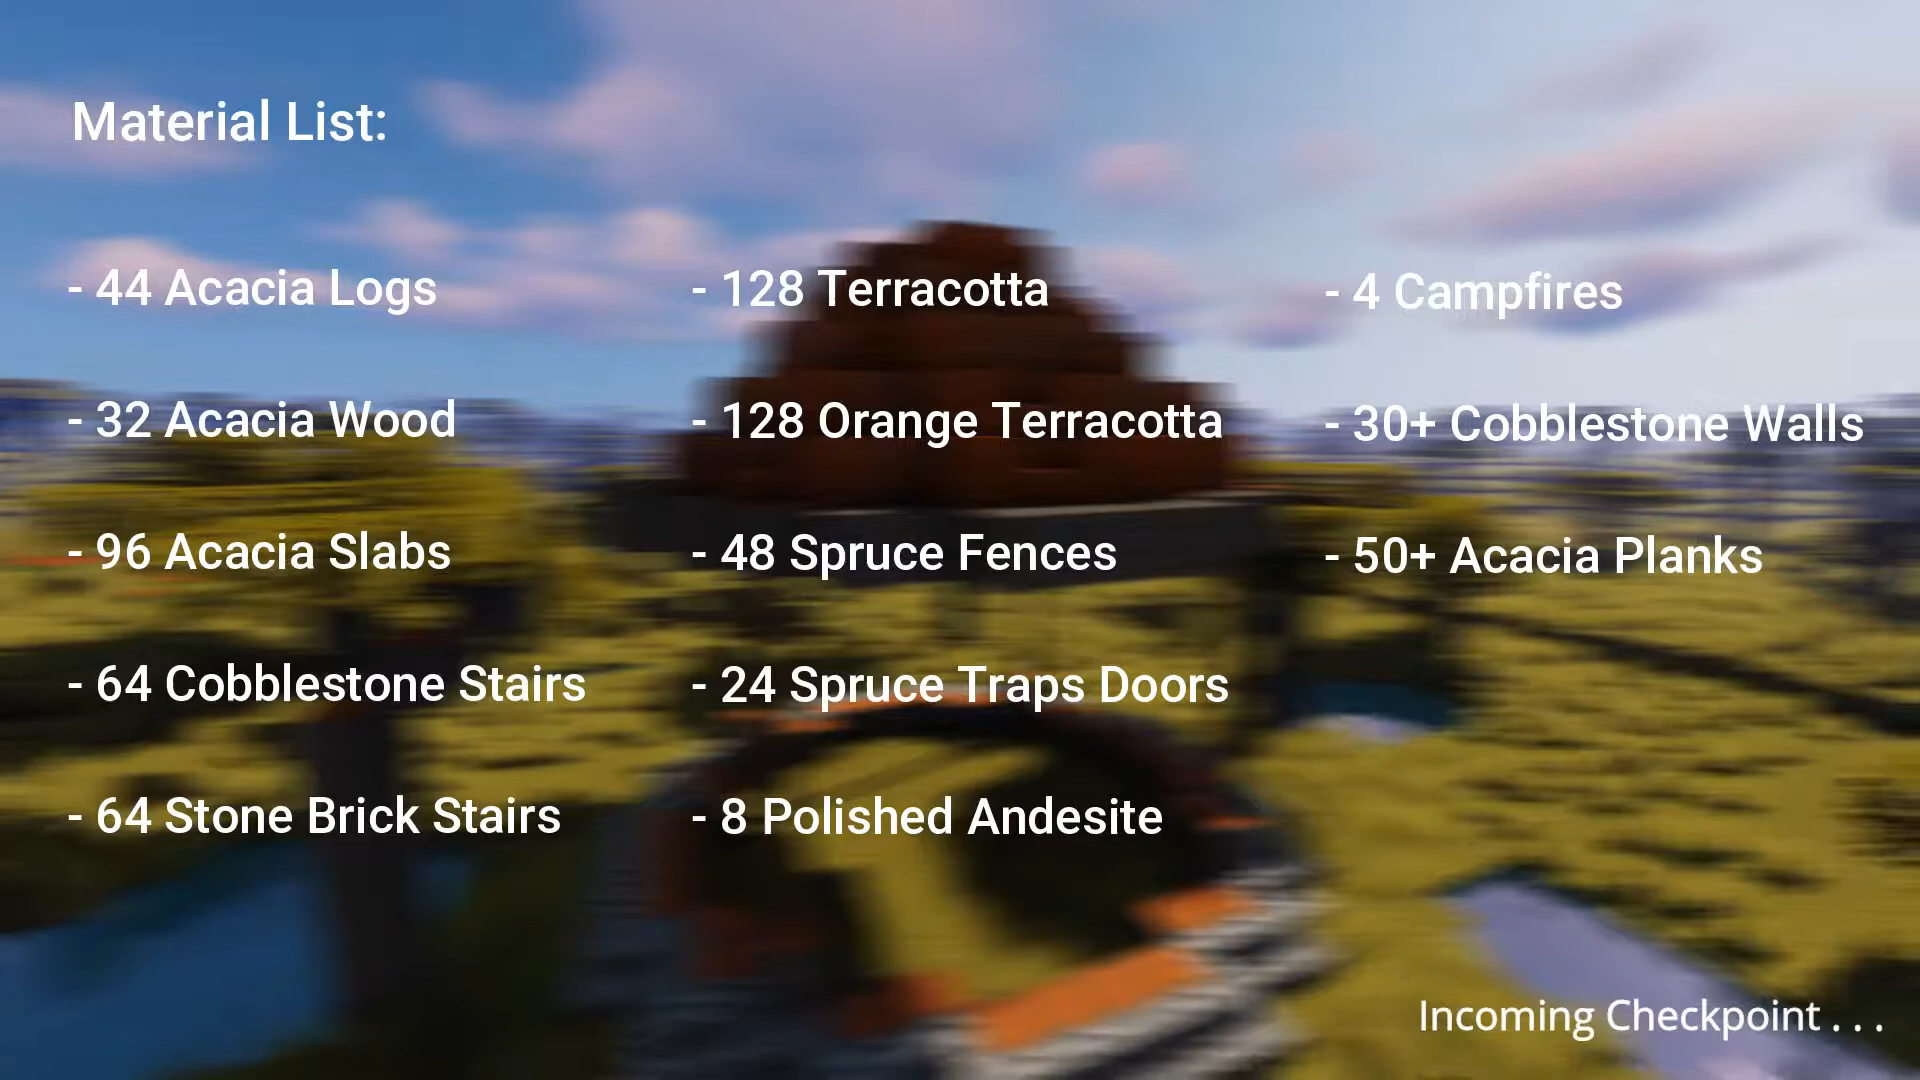 Material List:
- 44 Acacia Logs
- 32 Acacia Wood
- 96 Acacia Slabs
- 64 Cobblestone Stairs
- 64 Stone Brick Stairs
- 128 Terracotta
- 128 Orange Terracotta
- 48 Spruce Fences
- 24 Spruce Traps Doors
- 8 Polished Andesite
- 4 Campfires
- 30+ Cobblestone Walls
- 50+ Acacia Planks
Incoming Checkpoint . . .